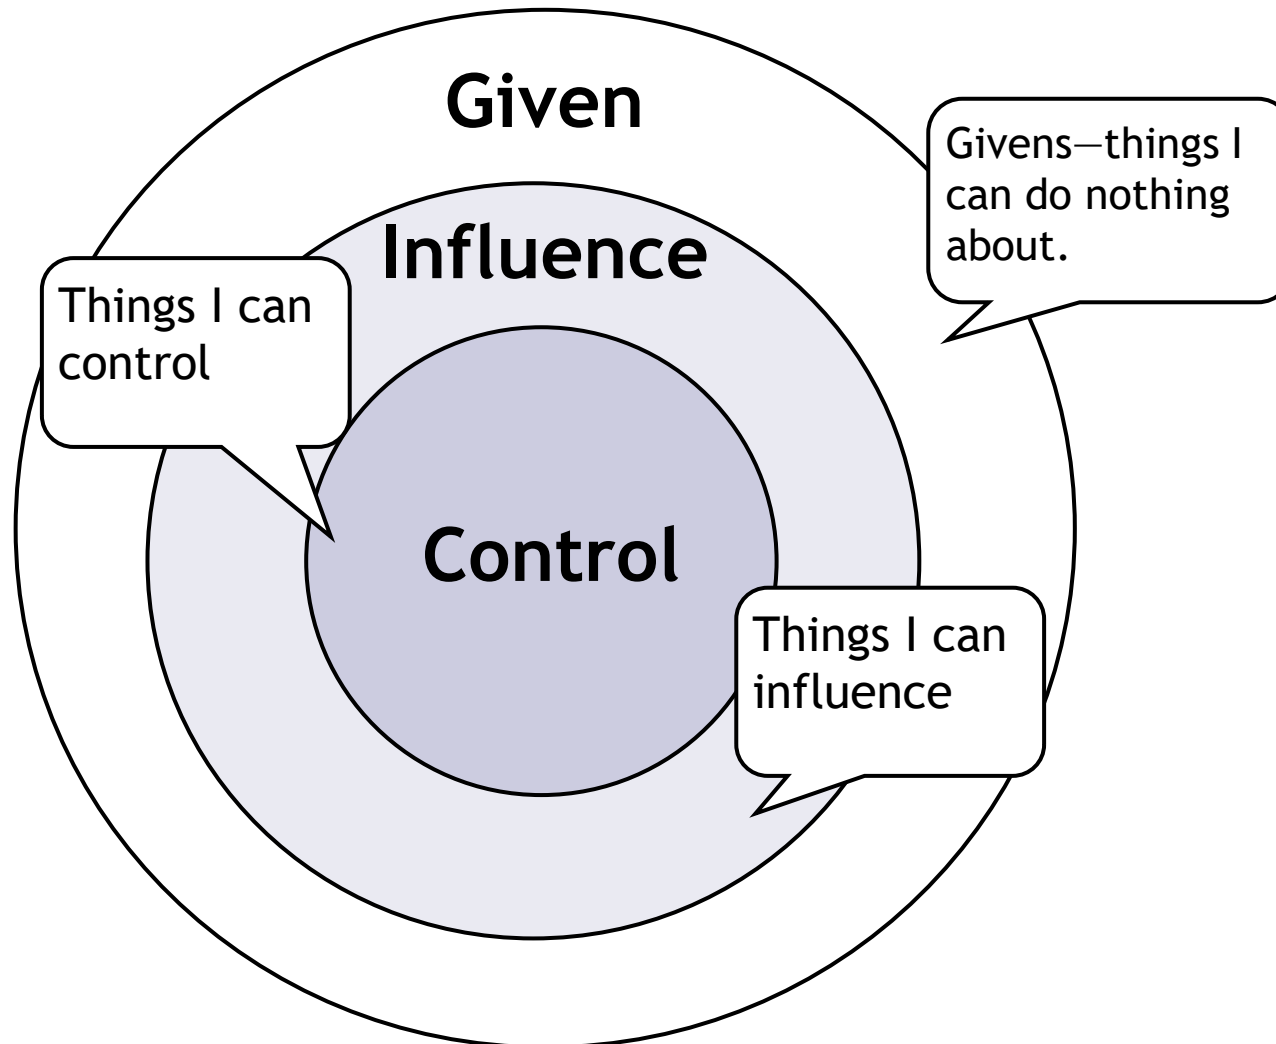 Given
Givens—things I
can do nothing
about.
Influence
Things I can
control
Control
Things I can
influence